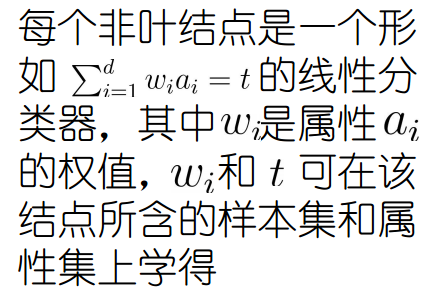 每个非叶结点是一个形
如 $\sum_{i=1}^{d} w_i a_i = t$ 的线性分
类器，其中$w_i$是属性$a_i$
的权值，$w_i$和 $t$ 可在该
结点所含的样本集和属
性集上学得